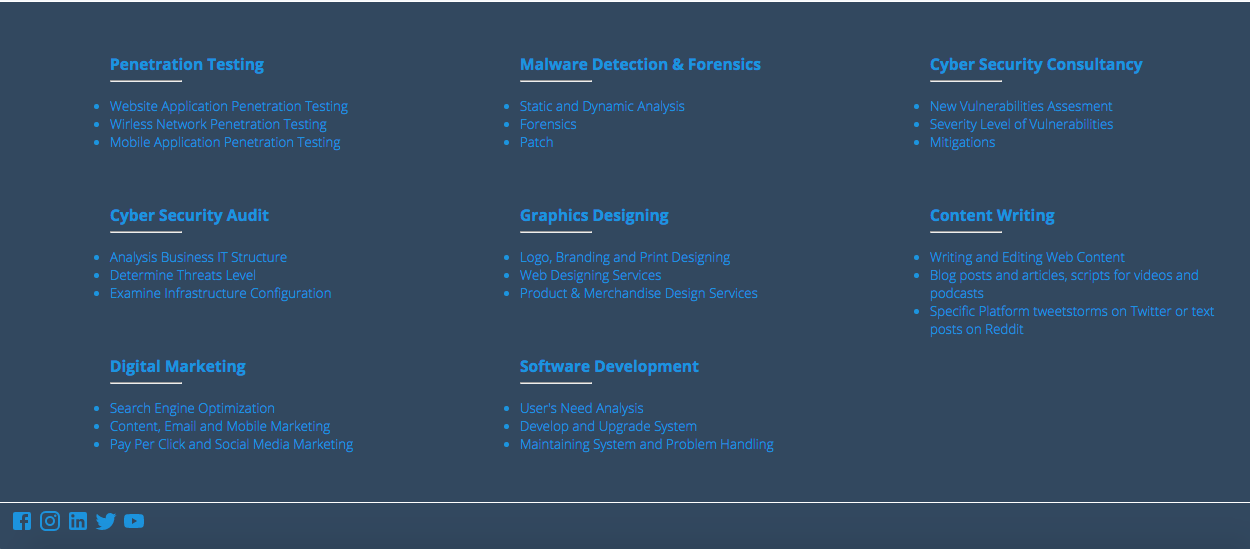 Penetration Testing
Website Application Penetration Testing
Wirless Network Penetration Testing
Mobile Application Penetration Testing
Malware Detection & Forensics
Static and Dynamic Analysis
Forensics
Patch
Cyber Security Consultancy
New Vulnerabilities Assesment
Severity Level of Vulnerabilities
Mitigations
Cyber Security Audit
Analysis Business IT Structure
Determine Threats Level
Examine Infrastructure Configuration
Graphics Designing
Logo, Branding and Print Designing
Web Designing Services
Product & Merchandise Design Services
Content Writing
Writing and Editing Web Content
Blog posts and articles, scripts for videos and
podcasts
Specific Platform tweetstorms on Twitter or text
posts on Reddit
Digital Marketing
Search Engine Optimization
Content, Email and Mobile Marketing
Pay Per Click and Social Media Marketing
Software Development
User's Need Analysis
Develop and Upgrade System
Maintaining System and Problem Handling